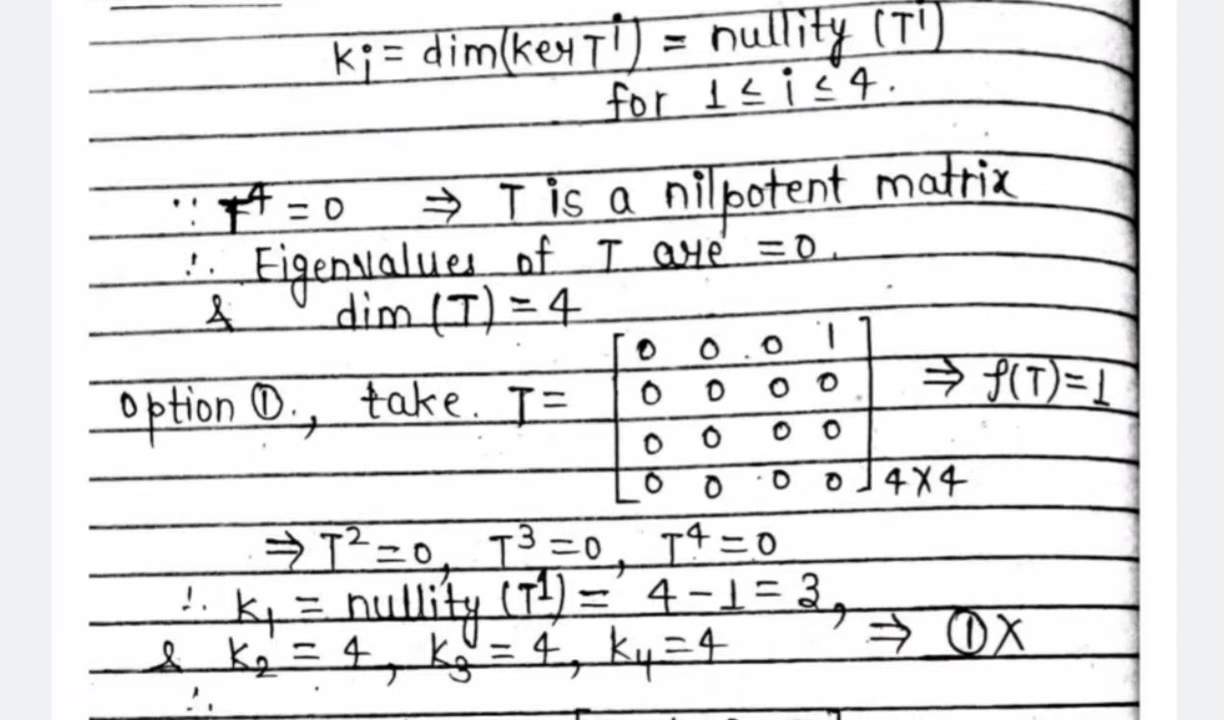 Ki = dim(ker Tⁱ) = nullity (Tⁱ)
for 1 ≤ i ≤ 4.
∵ T⁴ = 0 ⇒ T is a nilpotent matrix
∴ Eigenvalues of T are = 0.
& dim (T) = 4
option ①., take. T = [0 0 0 1
0 0 0 0
0 0 0 0
0 0 0 0] 4×4 ⇒ ρ(T) = 1
⇒ T² = 0, T³ = 0, T⁴ = 0
∴ K₁ = nullity (T¹) = 4 - 1 = 3,
& K₂ = 4, K₃ = 4, K₄ = 4 ⇒ ① X
∴